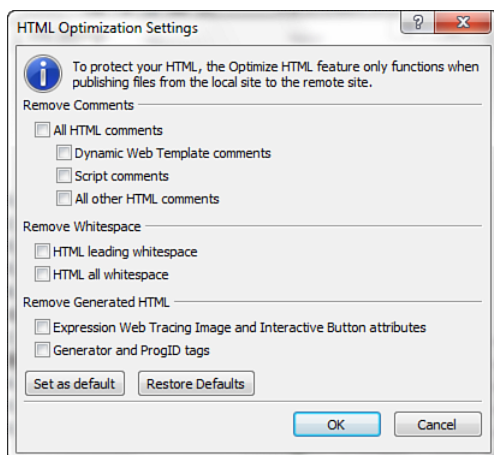 HTML Optimization Settings
To protect your HTML, the Optimize HTML feature only functions when
publishing files from the local site to the remote site.
Remove Comments
All HTML comments
Dynamic Web Template comments
Script comments
All other HTML comments
Remove Whitespace
HTML leading whitespace
HTML all whitespace
Remove Generated HTML
Expression Web Tracing Image and Interactive Button attributes
Generator and ProgID tags
Set as default Restore Defaults
OK Cancel